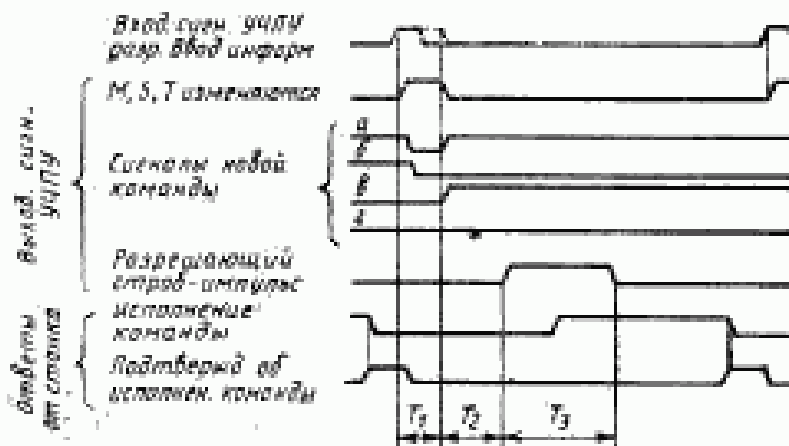 Ввод. сигн. УЧПУ
разр. Ввод информ
М, S, T изменяются
Выход. сигн.
УЧПУ
Сигналы новой
команды
а
б
в
г
Разрешающий
строб-импульс
Ответы
от станка
исполнение
команды
Подтвержд об
исполнен. команды
T₁
T₂
T₃